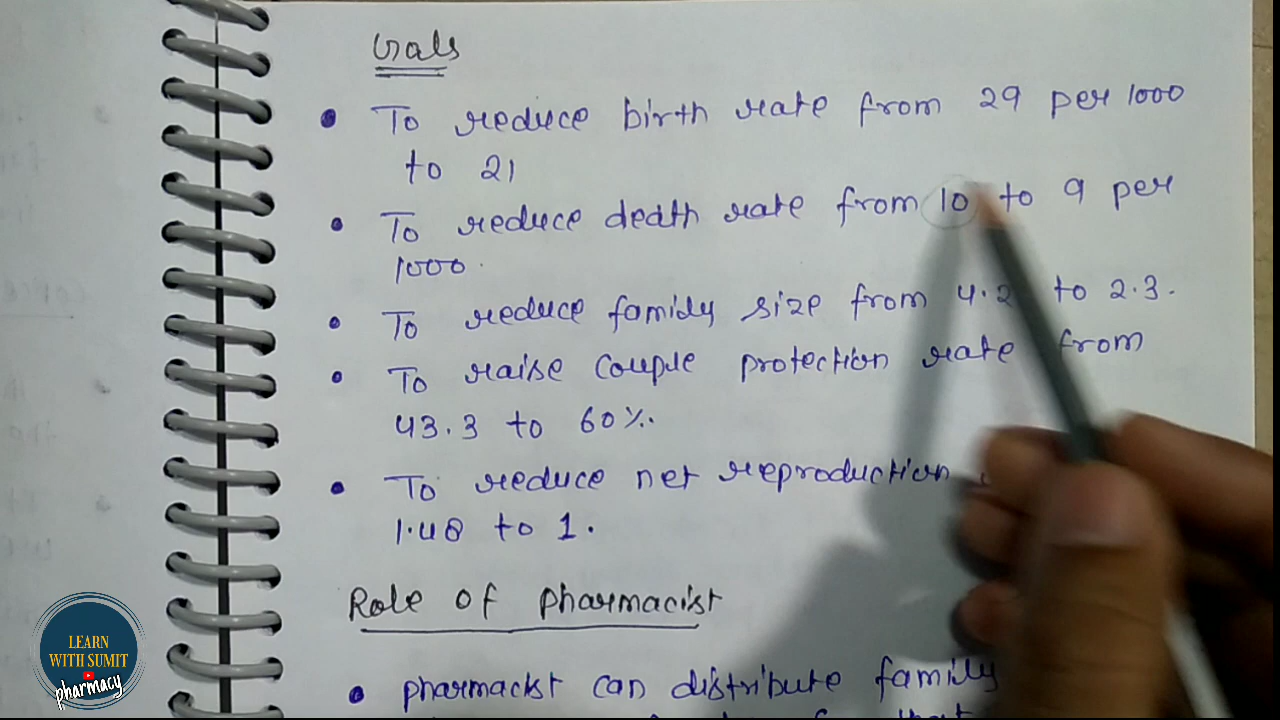 Goals
• To reduce birth rate from 29 per 1000
to 21
• To reduce death rate from 10 to 9 per
1000.
• To reduce family size from 4.2 to 2.3.
• To raise couple protection rate from
43.3 to 60%.
• To reduce net reproduction
1.48 to 1.
Role of pharmacist
• pharmacist can distribute family
LEARN
WITH SUMIT
pharmacy